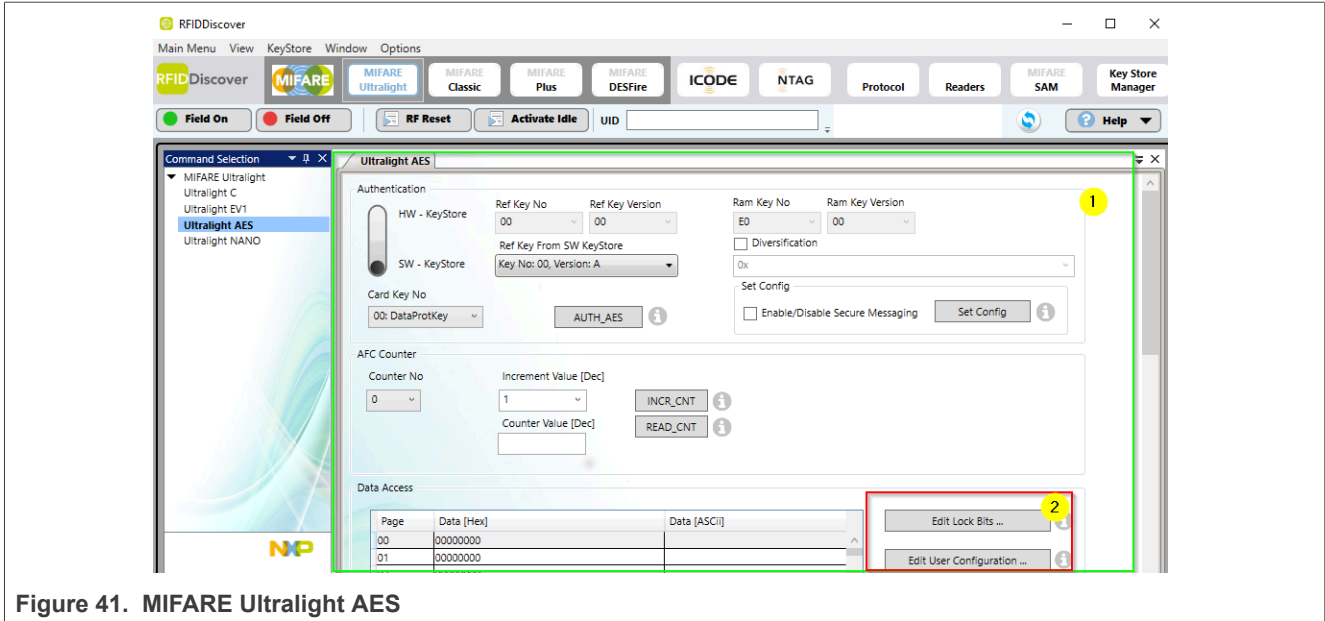 RFIDDiscover
Main Menu View KeyStore Window Options
RFIDDiscover MIFARE MIFARE Ultralight MIFARE Classic MIFARE Plus MIFARE DESFire ICODE NTAG Protocol Readers MIFARE SAM Key Store Manager
Field On Field Off RF Reset Activate Idle UID Help
Command Selection
MIFARE Ultralight
Ultralight C
Ultralight EV1
Ultralight AES
Ultralight NANO
NXP
Ultralight AES
1
Authentication
HW - KeyStore
SW - KeyStore
Ref Key No Ref Key Version Ram Key No Ram Key Version
00 00 E0 00
Ref Key From SW KeyStore Diversification
Key No: 00, Version: A 0x
Card Key No Set Config
00: DataProtKey AUTH_AES Enable/Disable Secure Messaging Set Config
AFC Counter
Counter No Increment Value [Dec]
0 1 INCR_CNT
Counter Value [Dec] READ_CNT
Data Access
2
Page Data [Hex] Data [ASCii] Edit Lock Bits ...
00 00000000
01 00000000 Edit User Configuration ...
Figure 41. MIFARE Ultralight AES